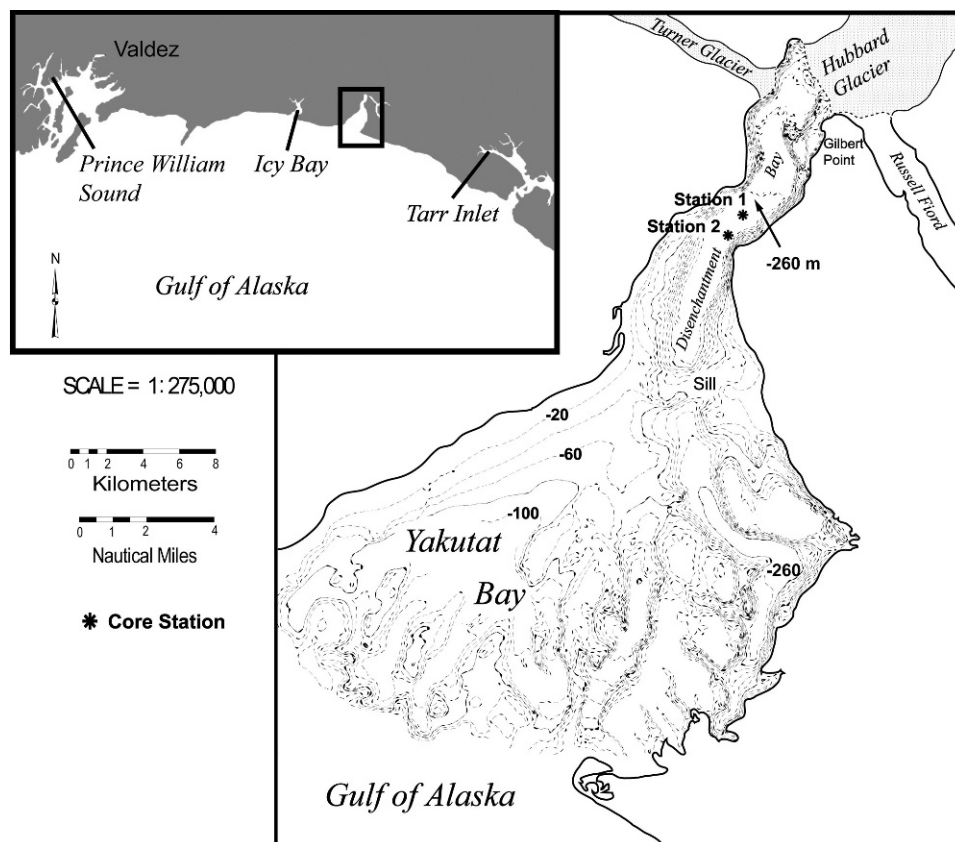 Valdez
Prince William
Sound
Icy Bay
Tarr Inlet
N
Gulf of Alaska
SCALE = 1:275,000
0 1 2 4 6 8
Kilometers
0 1 2 4
Nautical Miles
Core Station
Turner Glacier
Hubbard
Glacier
Gilbert
Point
Russell Fiord
Bay
Station 1
Station 2
-260 m
Disenchantment
Sill
-20
-60
-100
Yakutat
Bay
-260
Gulf of Alaska